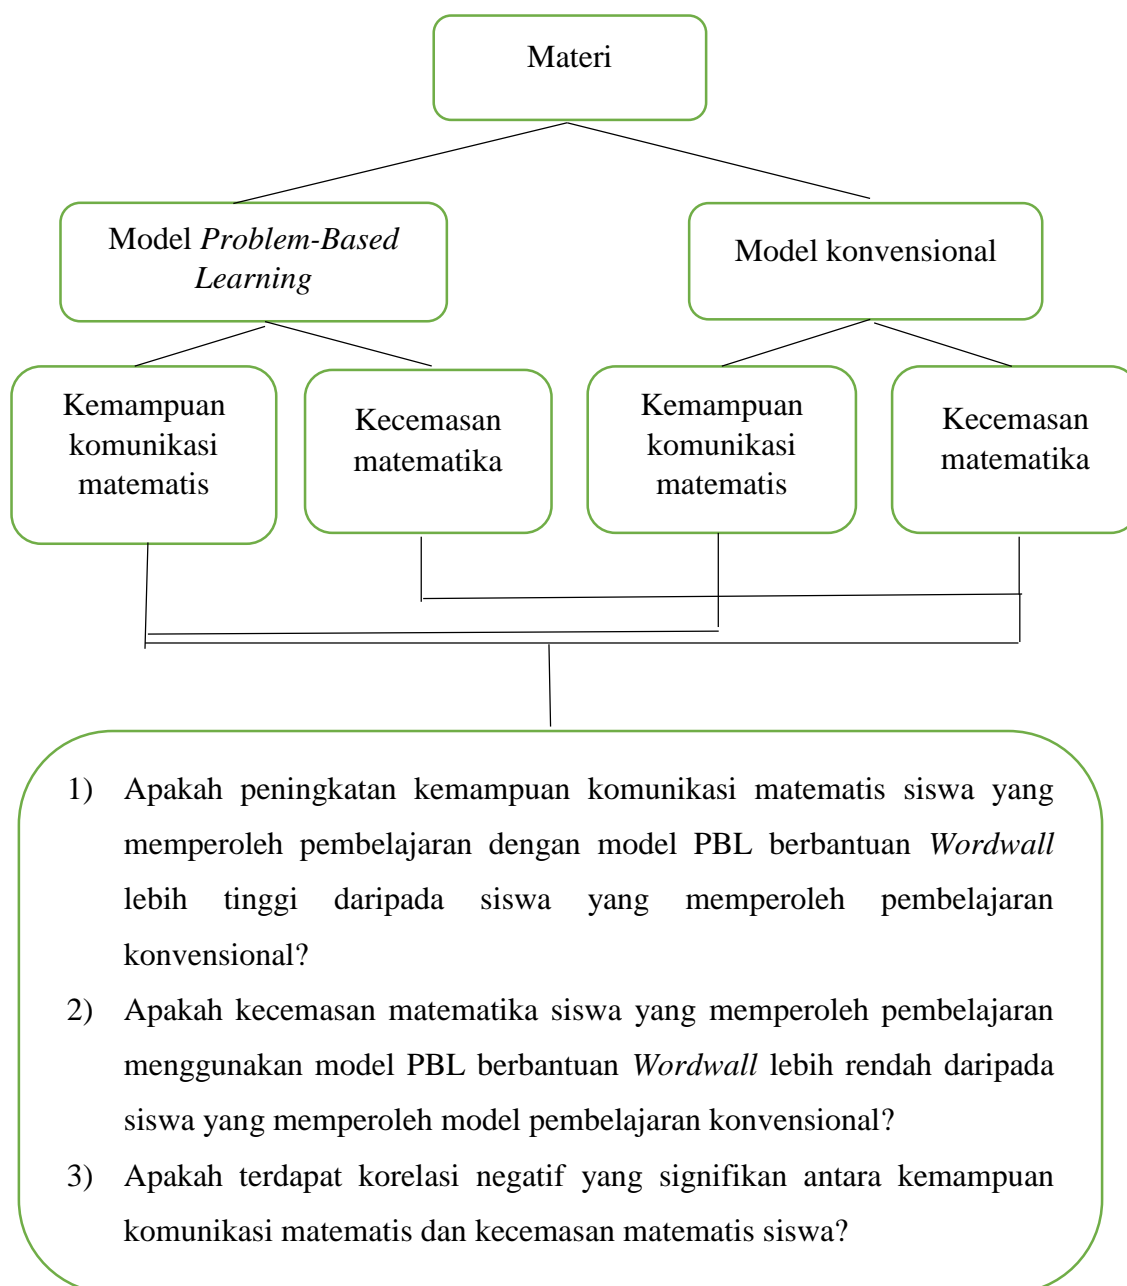 Materi
Model Problem-Based
Learning
Model konvensional
Kemampuan
komunikasi
matematis
Kecemasan
matematika
Kemampuan
komunikasi
matematis
Kecemasan
matematika
1) Apakah peningkatan kemampuan komunikasi matematis siswa yang
memperoleh pembelajaran dengan model PBL berbantuan Wordwall
lebih tinggi daripada siswa yang memperoleh pembelajaran
konvensional?
2) Apakah kecemasan matematika siswa yang memperoleh pembelajaran
menggunakan model PBL berbantuan Wordwall lebih rendah daripada
siswa yang memperoleh model pembelajaran konvensional?
3) Apakah terdapat korelasi negatif yang signifikan antara kemampuan
komunikasi matematis dan kecemasan matematis siswa?